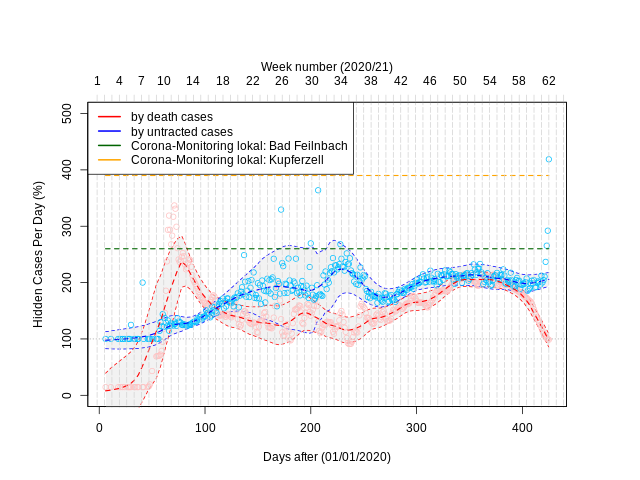 Week number (2020/21)
1 4 7 10 14 18 22 26 30 34 38 42 46 50 54 58 62
by death cases
by untracted cases
Corona-Monitoring lokal: Bad Feilnbach
Corona-Monitoring lokal: Kupferzell
Hidden Cases Per Day (%)
500
400
300
200
100
0
0 100 200 300 400
Days after (01/01/2020)